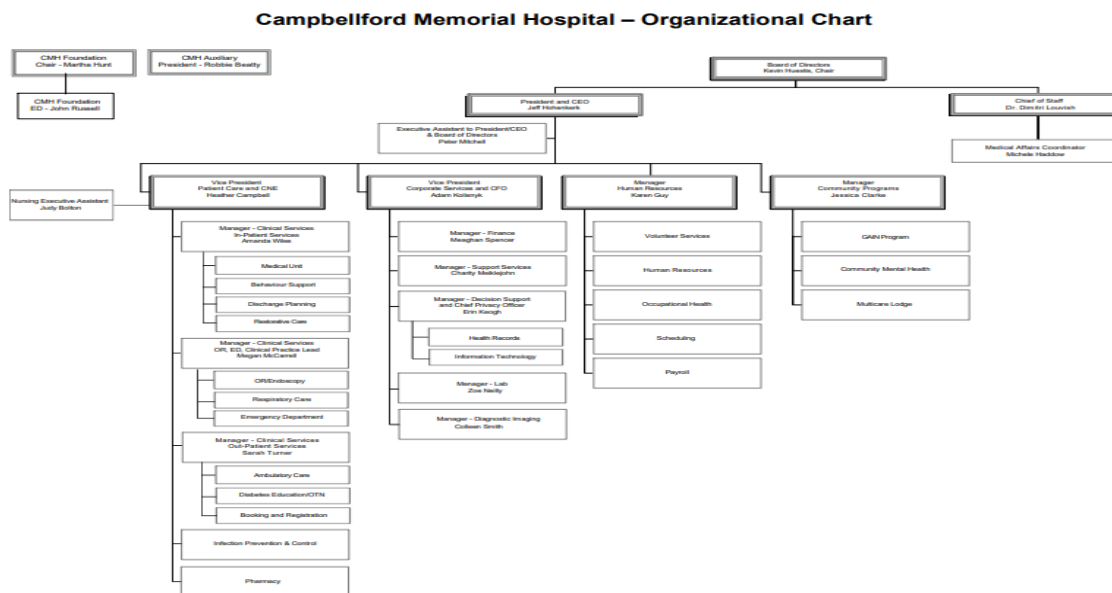 Campbellford Memorial Hospital – Organizational Chart
CMH Foundation
Chair - Martha Hunt
CMH Auxiliary
President - Robbie Beatty
Board of Directors
Kevin Huestis, Chair
CMH Foundation
ED - John Russell
President and CEO
Jeff Hohenkerk
Chief of Staff
Dr. Dimitri Louvish
Executive Assistant to President/CEO
& Board of Directors
Peter Mitchell
Medical Affairs Coordinator
Michele Haddow
Vice President
Patient Care and CNE
Heather Campbell
Vice President
Corporate Services and CFO
Adam
Manager
Human Resources
Karen Guy
Manager
Community Programs
Jessica Clarke
Nursing Executive Assistant
Judy Bolton
Manager - Clinical Services
In-Patient Services
Amanda Wiles
Medical Unit
Behaviour Support
Discharge Planning
Restorative Care
Manager - Clinical Services
OR, ED, Clinical Practice Lead
Megan
OR/Endoscopy
Respiratory Care
Emergency Department
Manager - Clinical Services
Out-Patient Services
Sarah Turner
Ambulatory Care
Diabetes Education/OTN
Booking and Registration
Infection Prevention & Control
Pharmacy
Manager - Finance
Meaghan Spencer
Manager - Support Services
Charity Meiklejohn
Manager - Decision Support
and Chief Privacy Officer
Erin Keogh
Health Records
Information Technology
Manager - Lab
Zoe Neilly
Manager - Diagnostic Imaging
Colleen Smith
Volunteer Services
Human Resources
Occupational Health
Scheduling
Payroll
GAIN Program
Community Mental Health
Multicare Lodge